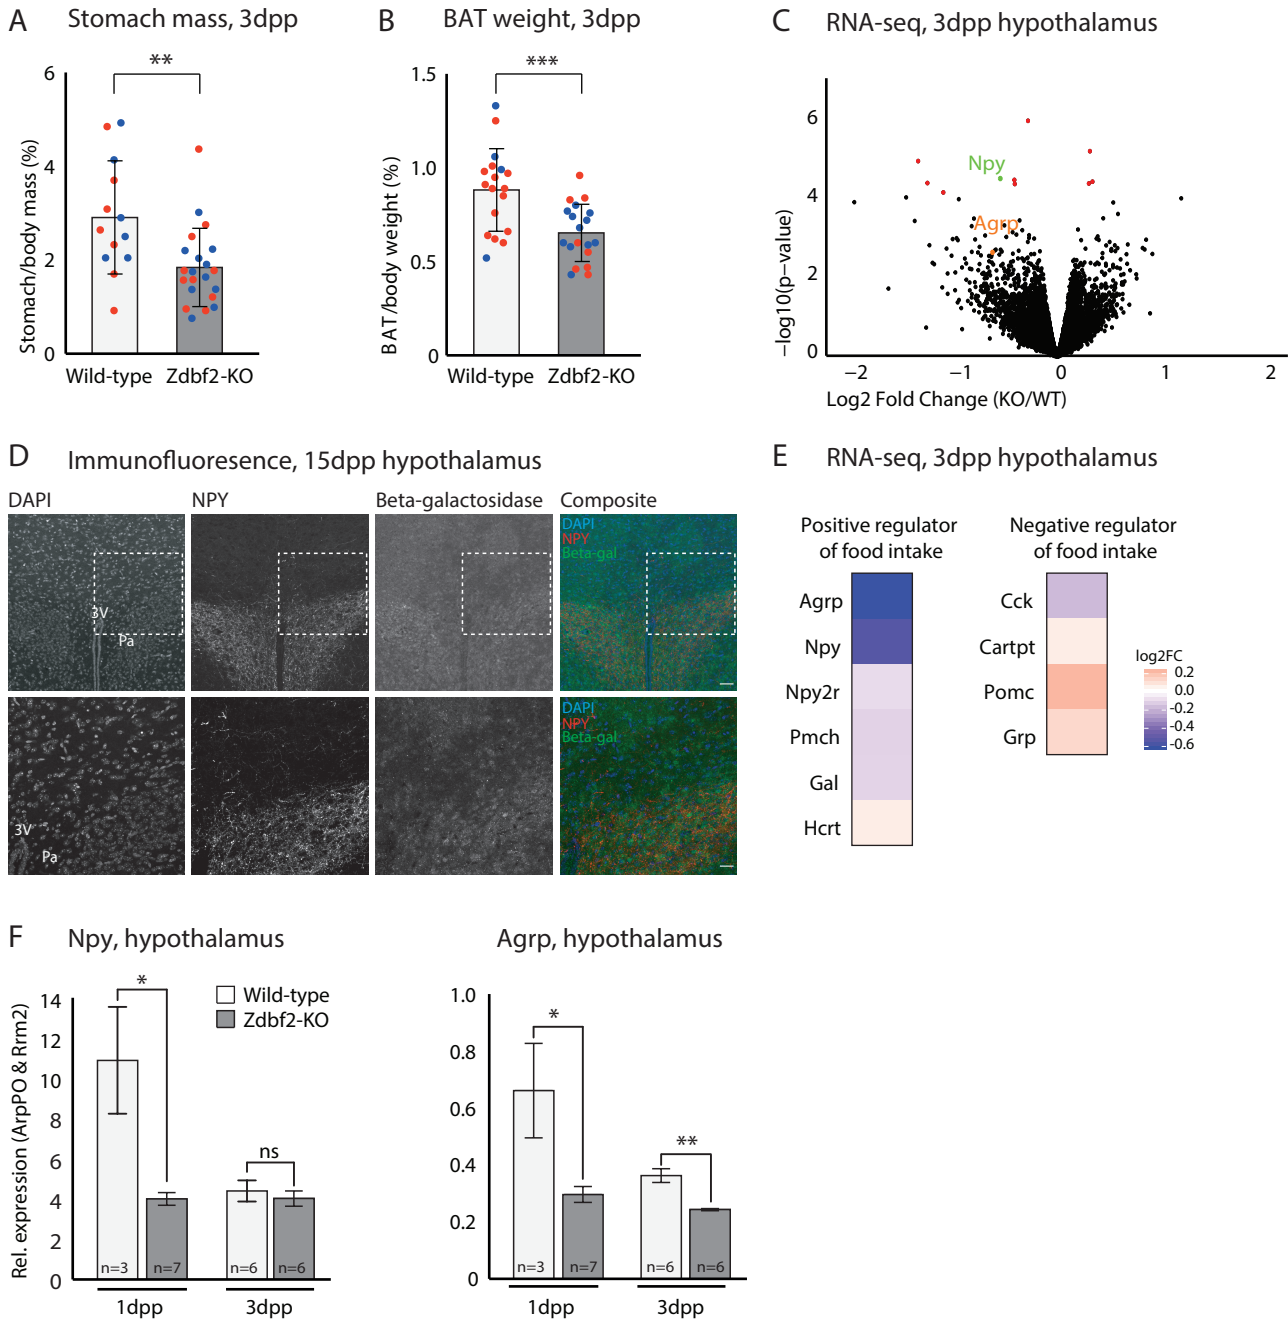 A Stomach mass, 3dpp
**
Stomach/body mass (%)
6
4
2
0
Wild-type Zdbf2-KO
B BAT weight, 3dpp
***
BAT/body weight (%)
1.5
1.0
0.5
0
Wild-type Zdbf2-KO
C RNA-seq, 3dpp hypothalamus
−log10(p−value)
6
4
2
0
Npy
Agrp
−2 −1 0 1 2
Log2 Fold Change (KO/WT)
D Immunofluoresence, 15dpp hypothalamus
DAPI NPY Beta-galactosidase Composite
3V
Pa
DAPI
NPY
Beta-gal
3V
Pa
DAPI
NPY
Beta-gal
E RNA-seq, 3dpp hypothalamus
Positive regulator
of food intake
Agrp
Npy
Npy2r
Pmch
Gal
Hcrt
Negative regulator
of food intake
Cck
Cartpt
Pomc
Grp
log2FC
0.2
0.0
-0.2
-0.4
-0.6
F Npy, hypothalamus
Rel. expression (ArpPO & Rrm2)
14
12
10
8
6
4
2
0
*
ns
Wild-type
Zdbf2-KO
n=3 n=7 n=6 n=6
1dpp 3dpp
Agrp, hypothalamus
1.0
0.8
0.6
0.4
0.2
0
*
**
n=3 n=7 n=6 n=6
1dpp 3dpp